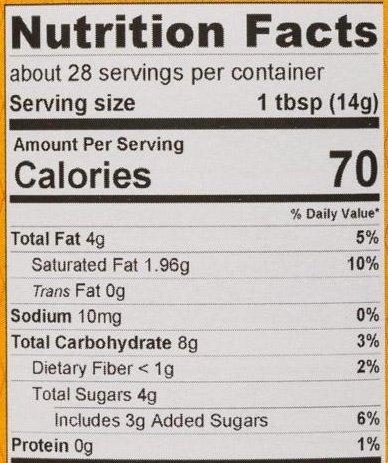 Nutrition Facts
about 28 servings per container
Serving size 1 tbsp (14g)
Amount Per Serving
Calories 70
% Daily Value*
Total Fat 4g 5%
Saturated Fat 1.96g 10%
Trans Fat 0g
Sodium 10mg 0%
Total Carbohydrate 8g 3%
Dietary Fiber < 1g 2%
Total Sugars 4g
Includes 3g Added Sugars 6%
Protein 0g 1%